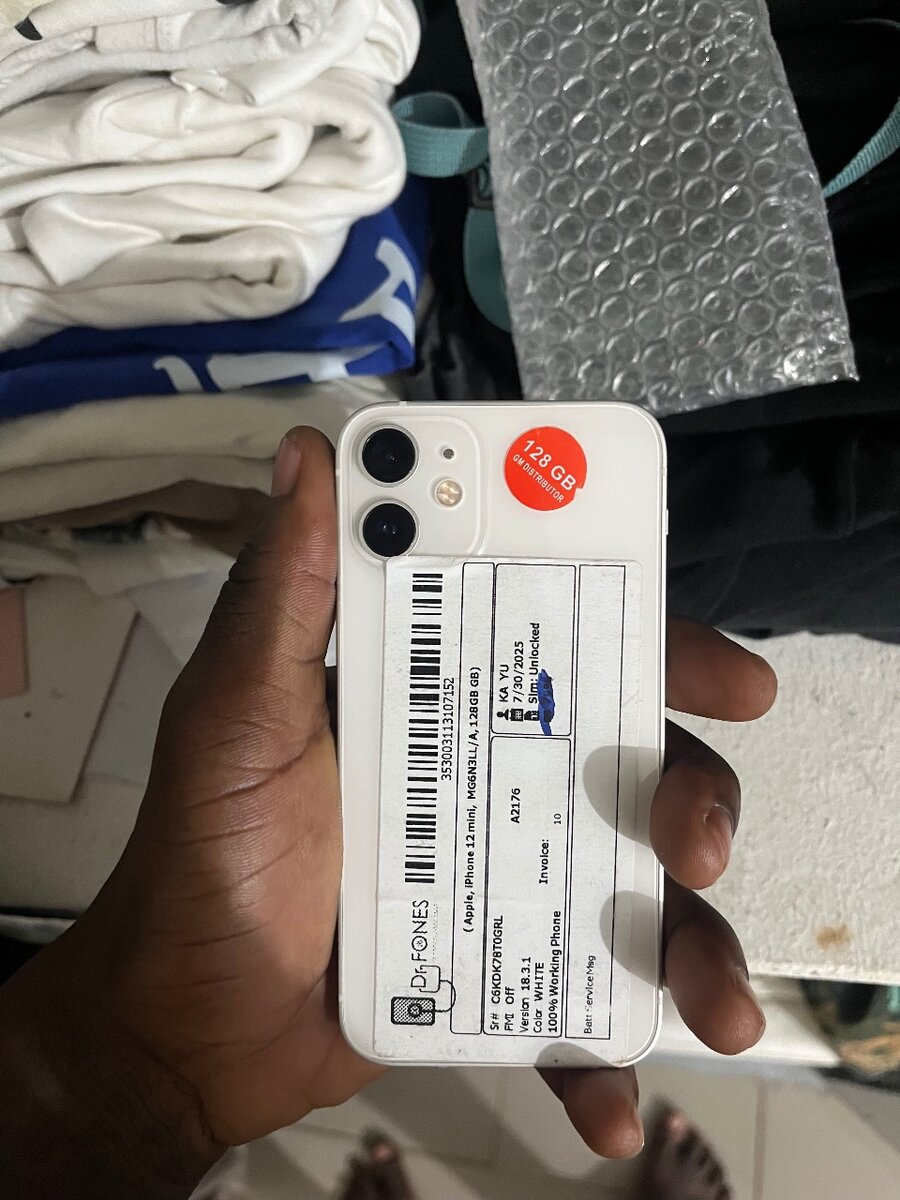 128 GB
GM DISTRIBUTOR
Dr.FONES
353003113107152
( Apple, iPhone 12 mini, MG6N3LL/A, 128GB GB)
Sr# C6KDK78T0GRL
FMI Off
Version 18.3.1
Color WHITE
100% Working Phone
A2176
Invoice: 10
KA YU
7/30/2025
Sim: Unlocked
Batt ServiceMsg